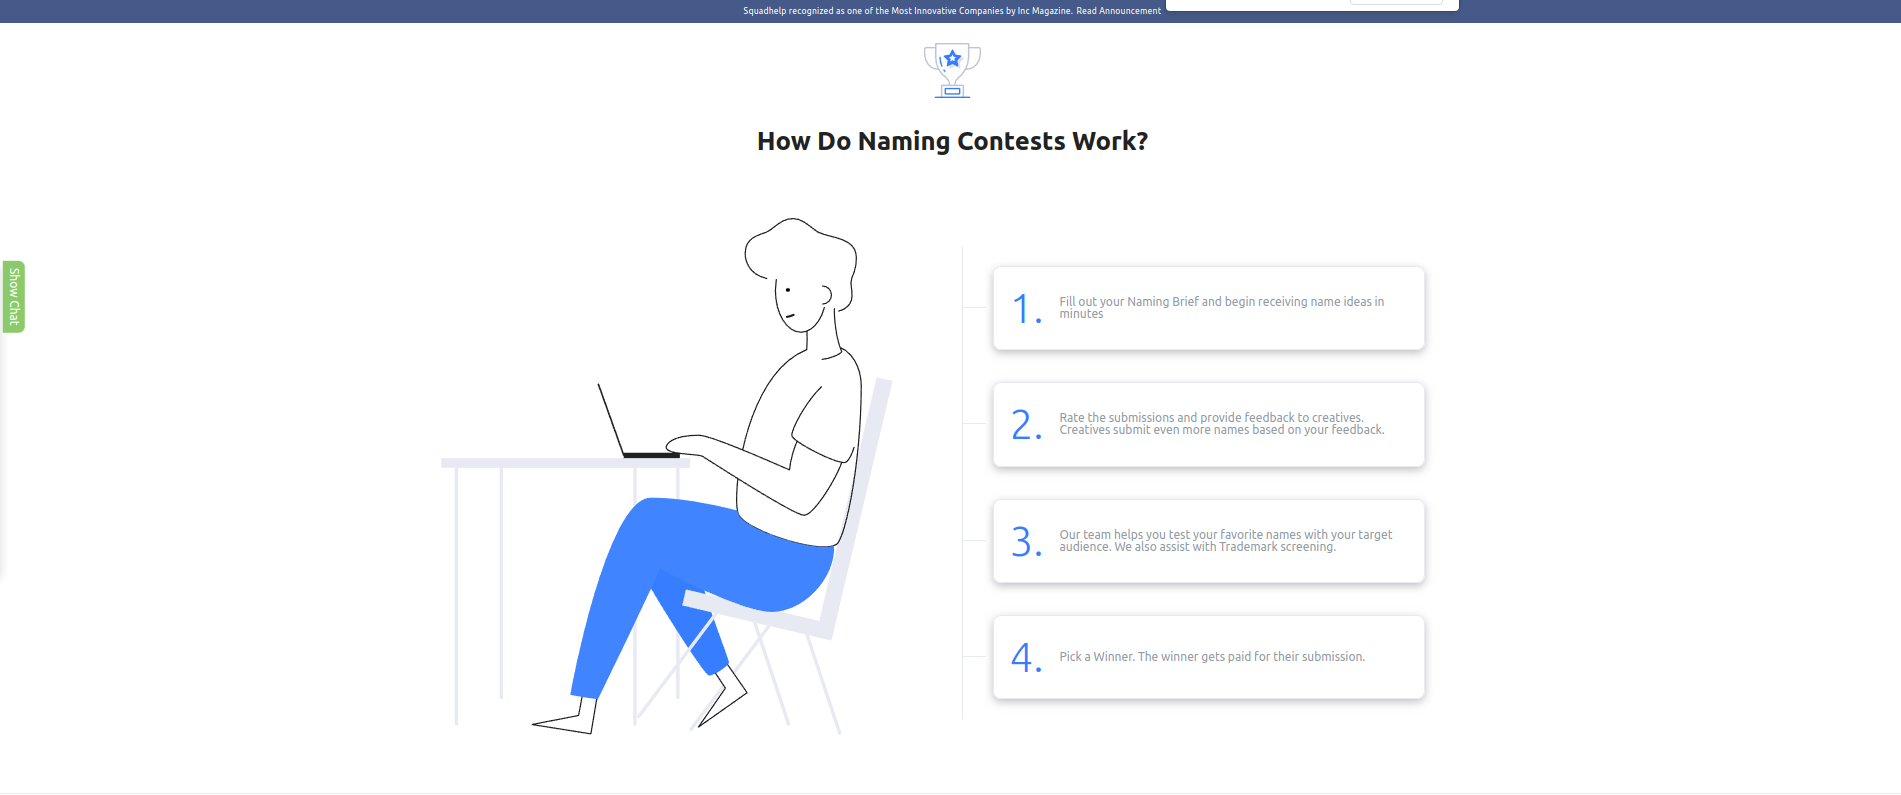 Squadhelp recognized as one of the Most Innovative Companies by Inc Magazine. Read Announcement
How Do Naming Contests Work?
Show Chat
1. Fill out your Naming Brief and begin receiving name ideas in
minutes
2. Rate the submissions and provide feedback to creatives.
Creatives submit even more names based on your feedback.
3. Our team helps you test your favorite names with your target
audience. We also assist with Trademark screening.
4. Pick a Winner. The winner gets paid for their submission.